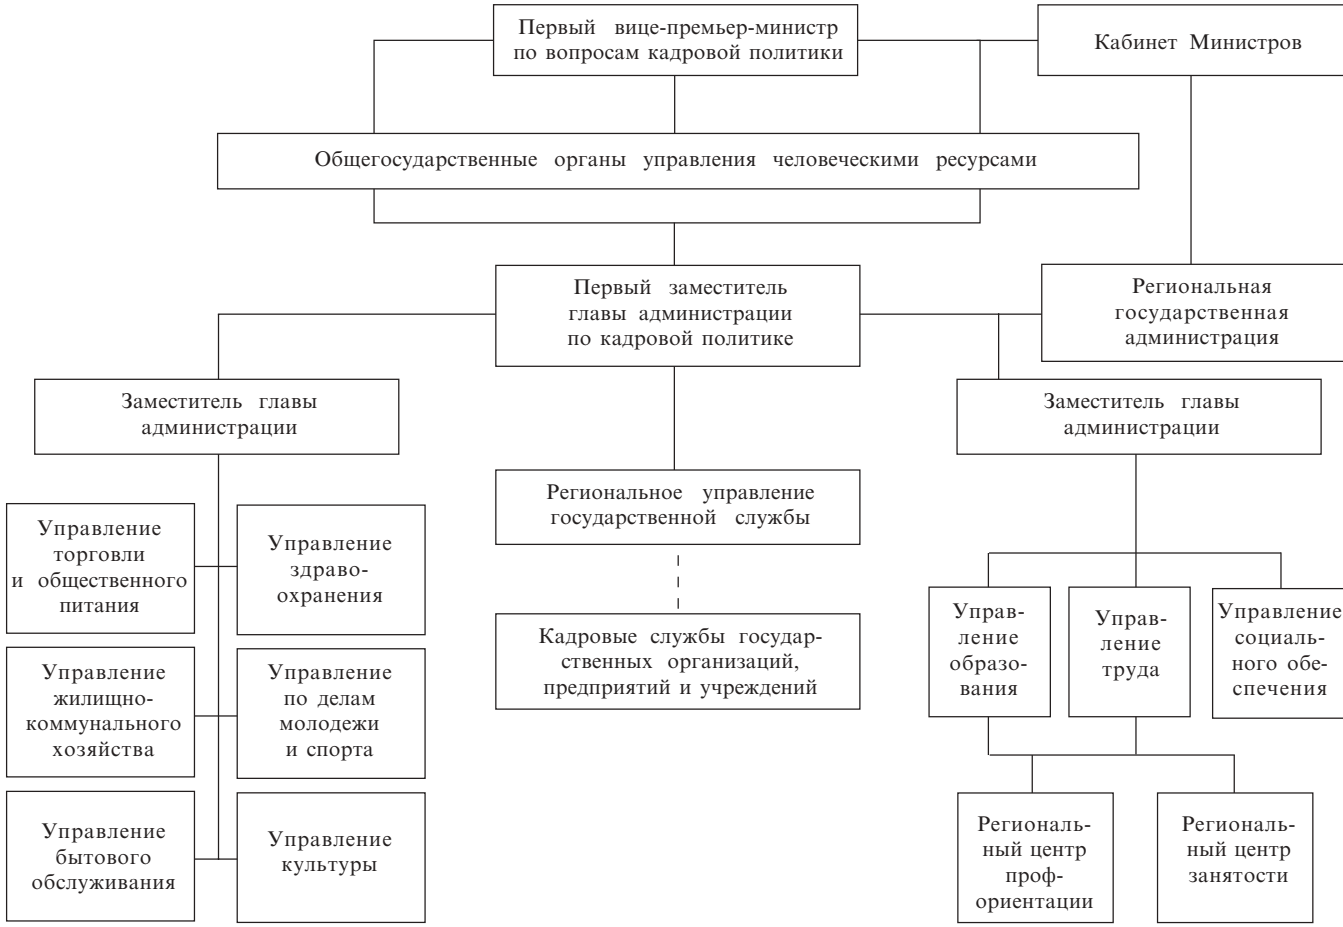 Первый вице-премьер-министр
по вопросам кадровой политики
Кабинет Министров
Общегосударственные органы управления человеческими ресурсами
Первый заместитель
главы администрации
по кадровой политике
Региональная
государственная
администрация
Заместитель главы
администрации
Заместитель главы
администрации
Региональное управление
государственной службы
Управление
торговли
и общественного
питания
Управление
здраво-
охранения
Кадровые службы государ-
ственных организаций,
предприятий и учреждений
Управ-
ление
образо-
вания
Управ-
ление
труда
Управление
социаль-
ного обе-
спечения
Управление
жилищно-
коммунального
хозяйства
Управление
по делам
молодежи
и спорта
Управление
бытового
обслуживания
Управление
культуры
Региональ-
ный центр
проф-
ориентации
Региональ-
ный центр
занятости